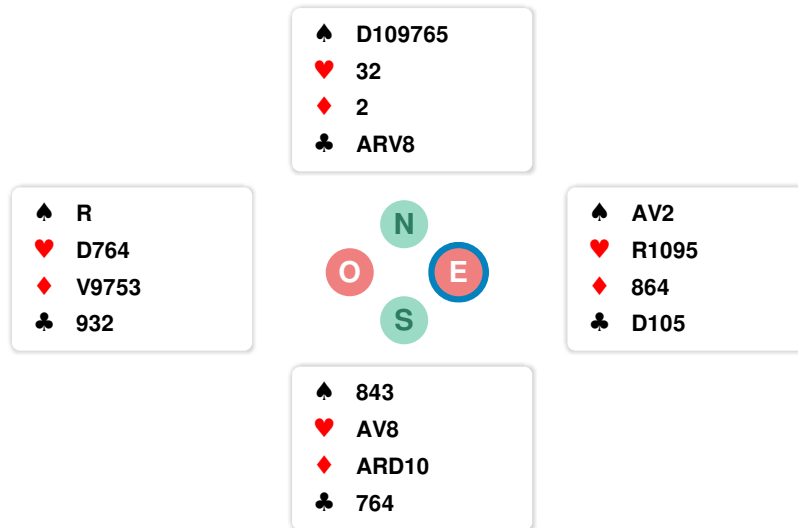 ♠ D109765
♥ 32
♦ 2
♣ ARV8
♠ R
♥ D764
♦ V9753
♣ 932
N
O E
S
♠ AV2
♥ R1095
♦ 864
♣ D105
♠ 843
♥ AV8
♦ ARD10
♣ 764